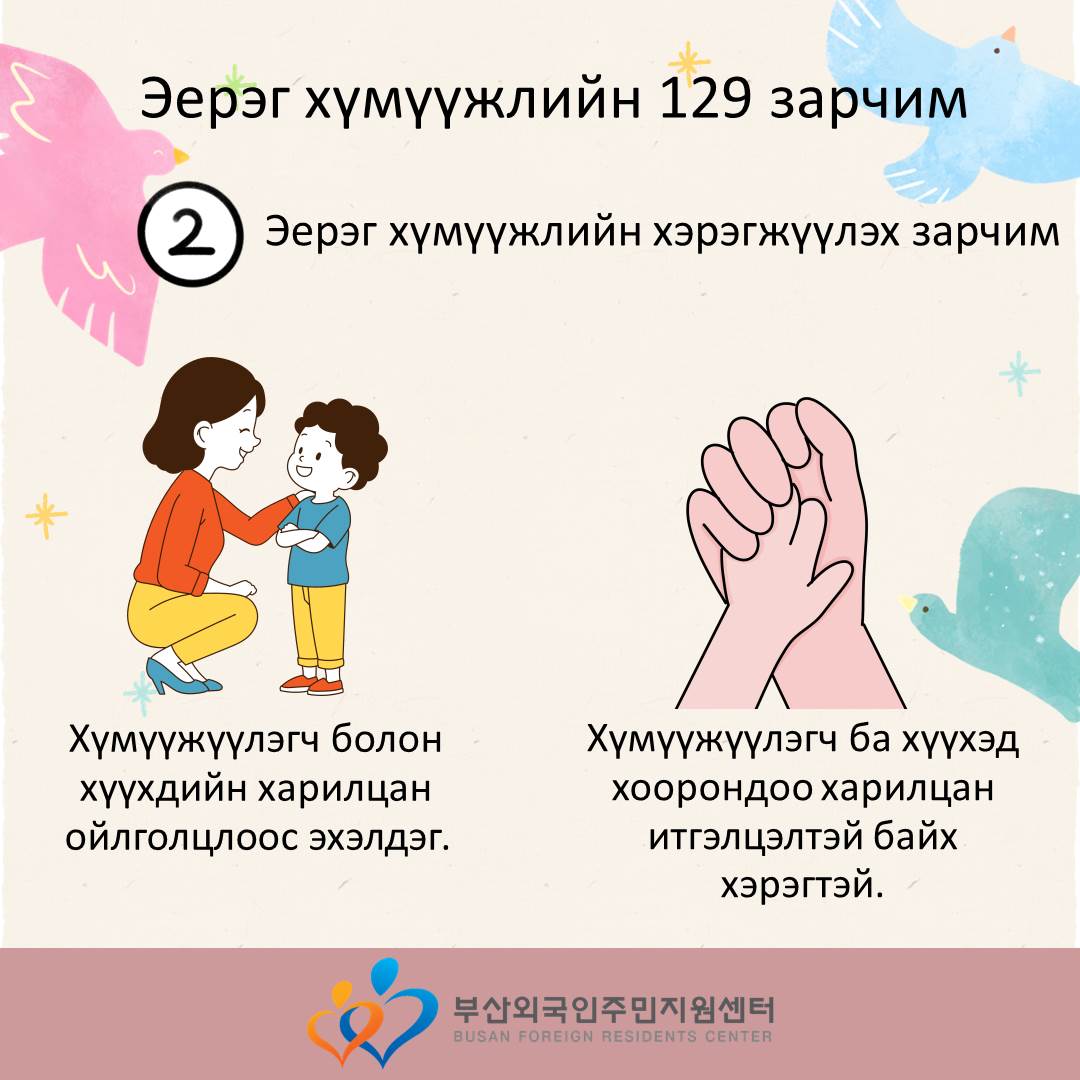 Эерэг хүмүүжлийн 129 зарчим
2 Эерэг хүмүүжлийн хэрэгжүүлэх зарчим
Хүмүүжүүлэгч болон
хүүхдийн харилцан
ойлголцлоос эхэлдэг.
Хүмүүжүүлэгч ба хүүхэд
хоорондоо харилцан
итгэлцэлтэй байх
хэрэгтэй.
부산외국인주민지원센터
BUSAN FOREIGN RESIDENTS CENTER